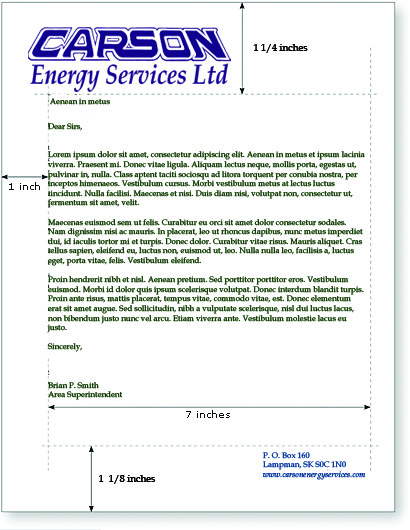 CARSON
Energy Services Ltd
1 1/4 inches
Aenean in metus
Dear Sirs,
Lorem ipsum dolor sit amet, consectetur adipiscing elit. Aenean in metus et ipsum lacinia
viverra. Praesent mi. Donec vitae ligula. Aliquam lectus neque, mollis porta, egestas ut,
pulvinar in, nulla. Class aptent taciti sociosqu ad litora torquent per conubia nostra, per
inceptos himenaeos. Vestibulum cursus. Morbi vestibulum metus at lectus luctus
tincidunt. Nulla facilisi. Maecenas et nisi. Duis diam nisi, volutpat non, consectetur ut,
fermentum sit amet, velit.
1 inch
Maecenas euismod sem ut felis. Curabitur eu orci sit amet dolor consectetur sodales.
Nam dignissim nisi ac mauris. In placerat, leo ut rhoncus dapibus, nunc metus imperdiet
dui, id iaculis tortor mi et turpis. Donec dolor. Curabitur vitae risus. Mauris aliquet. Cras
tellus sapien, eleifend eu, luctus non, euismod ut, leo. Nulla nulla leo, facilisis a, luctus
eget, porta vitae, felis. Vestibulum eleifend.
Proin hendrerit nibh et nisl. Aenean pretium. Sed porttitor porttitor eros. Vestibulum
euismod. Morbi id dolor quis ipsum scelerisque volutpat. Donec interdum blandit turpis.
Proin ante risus, mattis placerat, tempus vitae, commodo vitae, est. Donec elementum
erat sit amet augue. Sed sollicitudin, nibh a vulputate scelerisque, nisl dui luctus lacus,
non bibendum justo nunc vel arcu. Etiam viverra ante. Vestibulum molestie lacus eu
justo.
Sincerely,
Brian P. Smith
Area Superintendent
7 inches
P. O. Box 160
Lampman, SK S0C 1N0
www.carsonenergyservices.com
1 1/8 inches